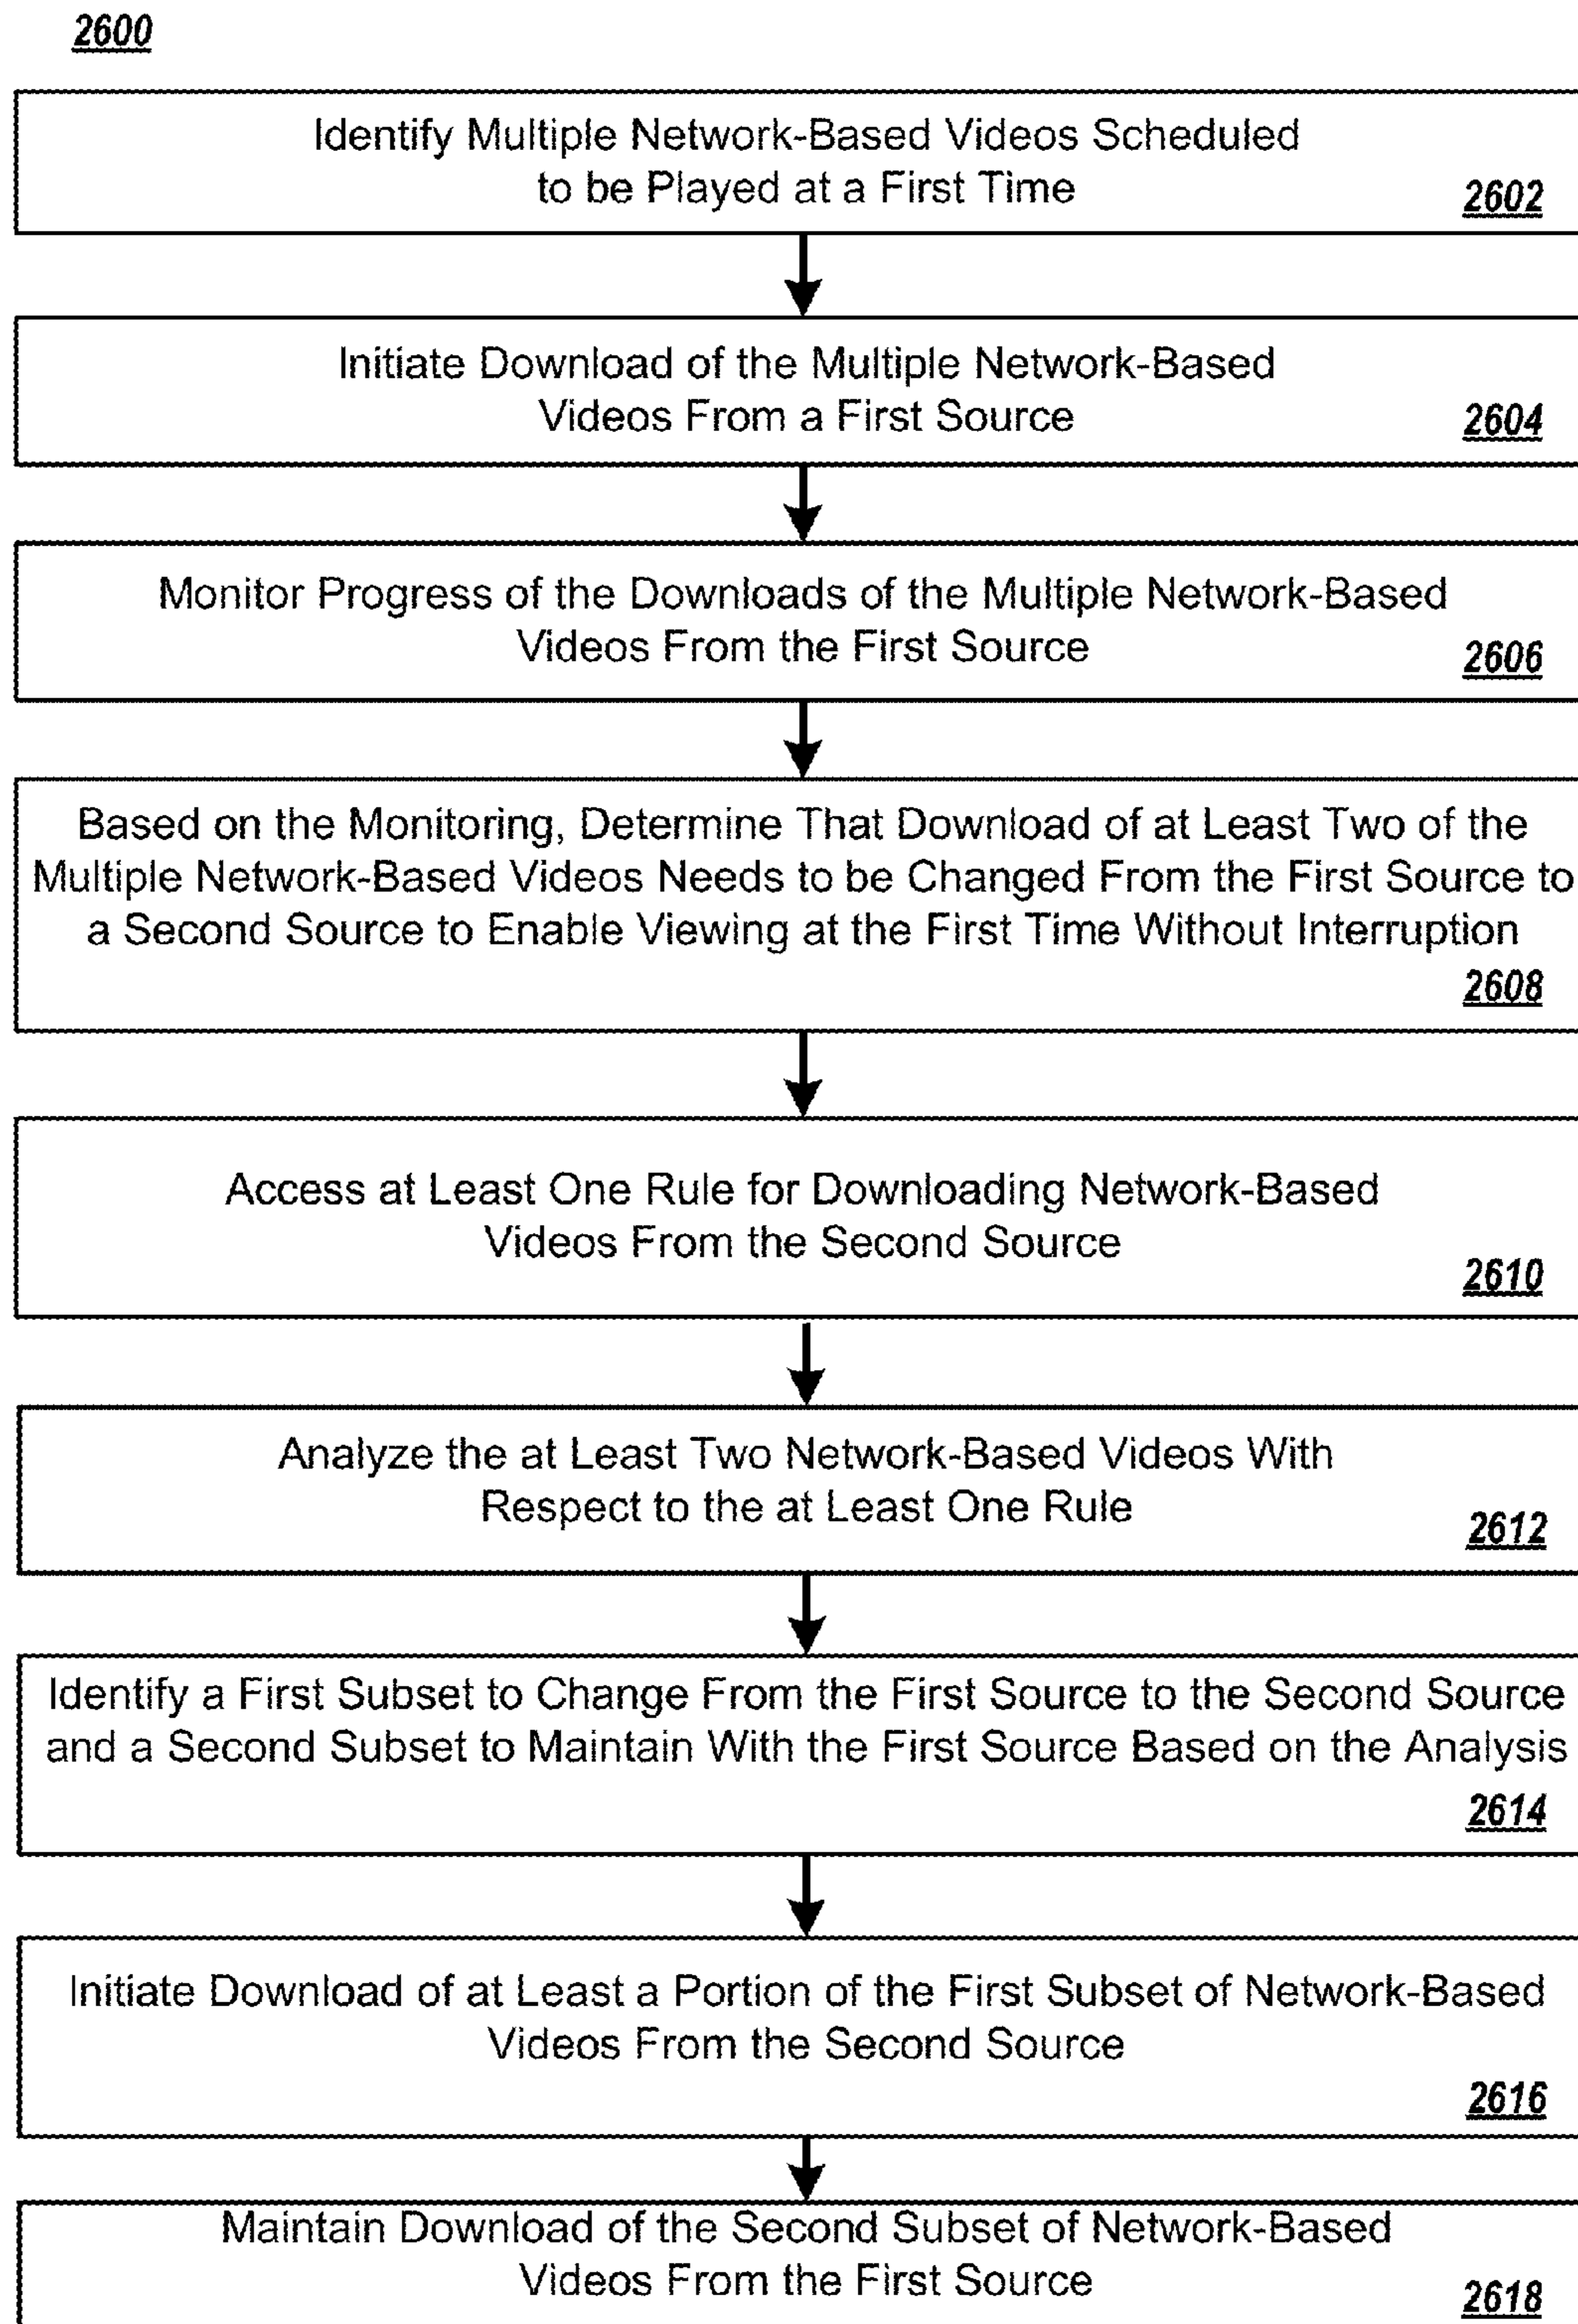 2600
Identify Multiple Network-Based Videos Scheduled
to be Played at a First Time
2602
Initiate Download of the Multiple Network-Based
Videos From a First Source
2604
Monitor Progress of the Downloads of the Multiple Network-Based
Videos From the First Source
2606
Based on the Monitoring, Determine That Download of at Least Two of the
Multiple Network-Based Videos Needs to be Changed From the First Source to
a Second Source to Enable Viewing at the First Time Without Interruption
2608
Access at Least One Rule for Downloading Network-Based
Videos From the Second Source
2610
Analyze the at Least Two Network-Based Videos With
Respect to the at Least One Rule
2612
Identify a First Subset to Change From the First Source to the Second Source
and a Second Subset to Maintain With the First Source Based on the Analysis
2614
Initiate Download of at Least a Portion of the First Subset of Network-Based
Videos From the Second Source
2616
Maintain Download of the Second Subset of Network-Based
Videos From the First Source
2618